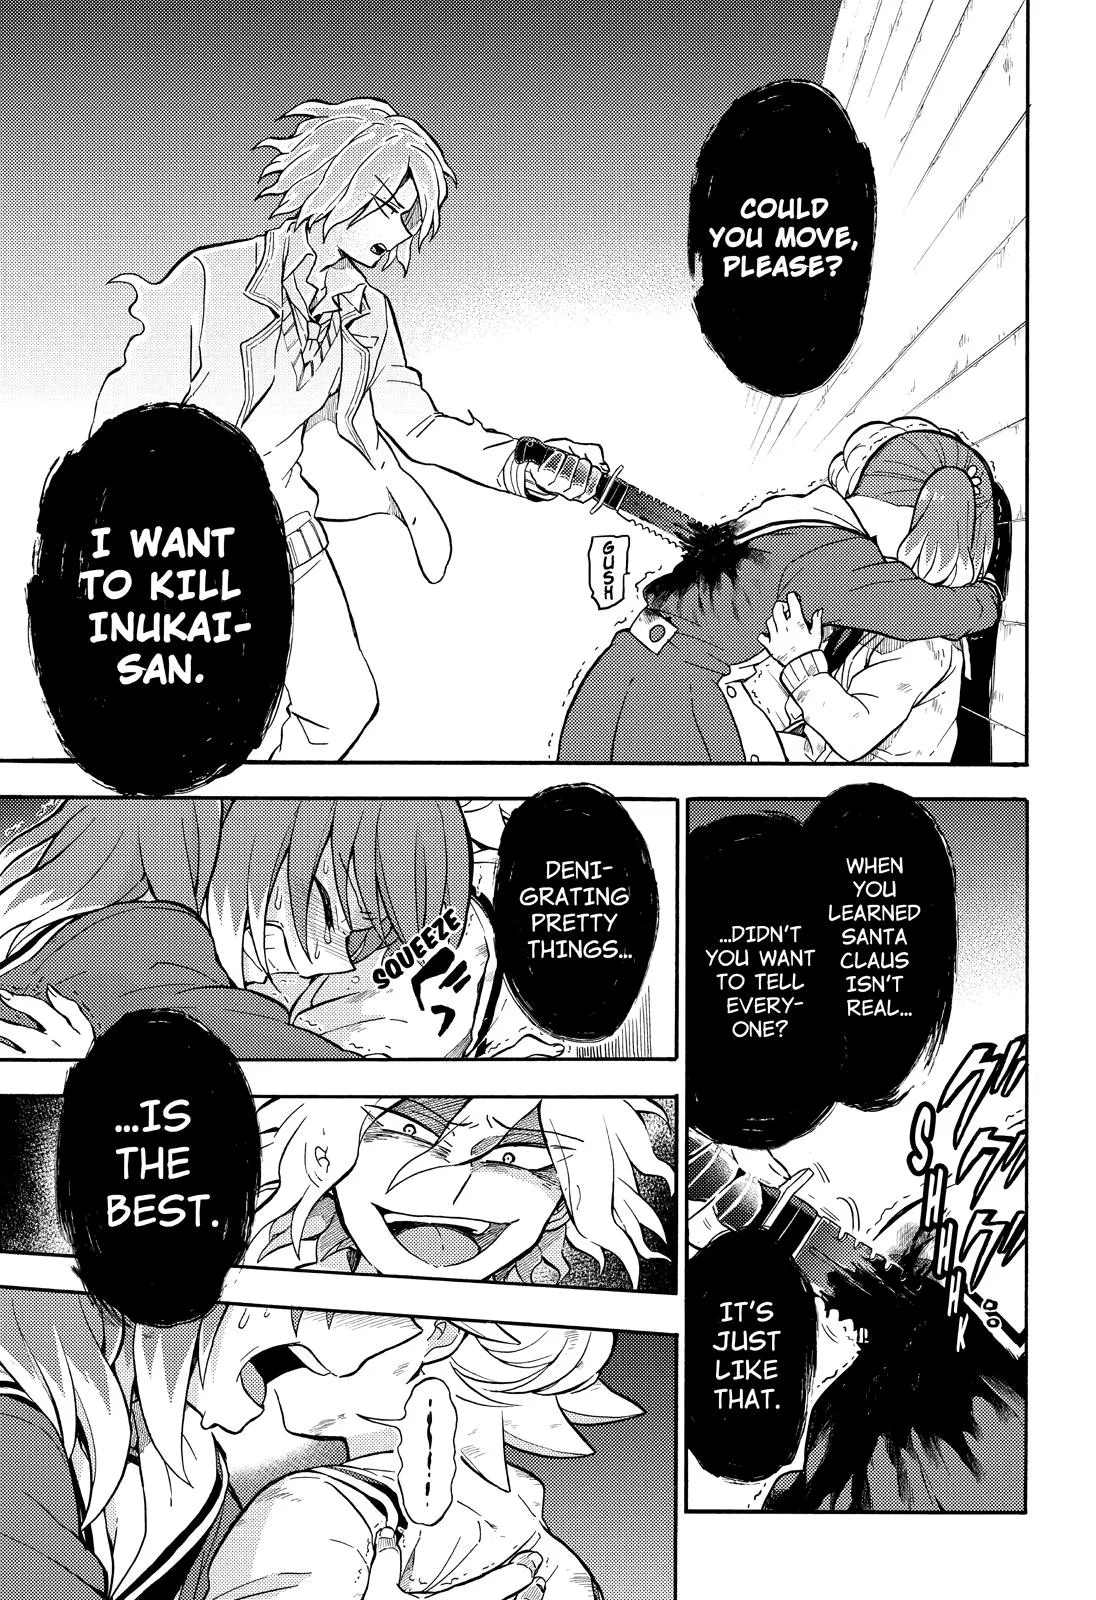 COULD
YOU MOVE,
PLEASE?
GUSH
I WANT
TO KILL
INUKAI-
SAN.
WHEN
YOU
LEARNED
SANTA
CLAUS
ISN'T
REAL...
...DIDN'T
YOU WANT
TO TELL
EVERY-
ONE?
SHHHHK
IT'S
JUST
LIKE
THAT.
DENI-
GRATING
PRETTY
THINGS...
SQUEEZE
...IS
THE
BEST.